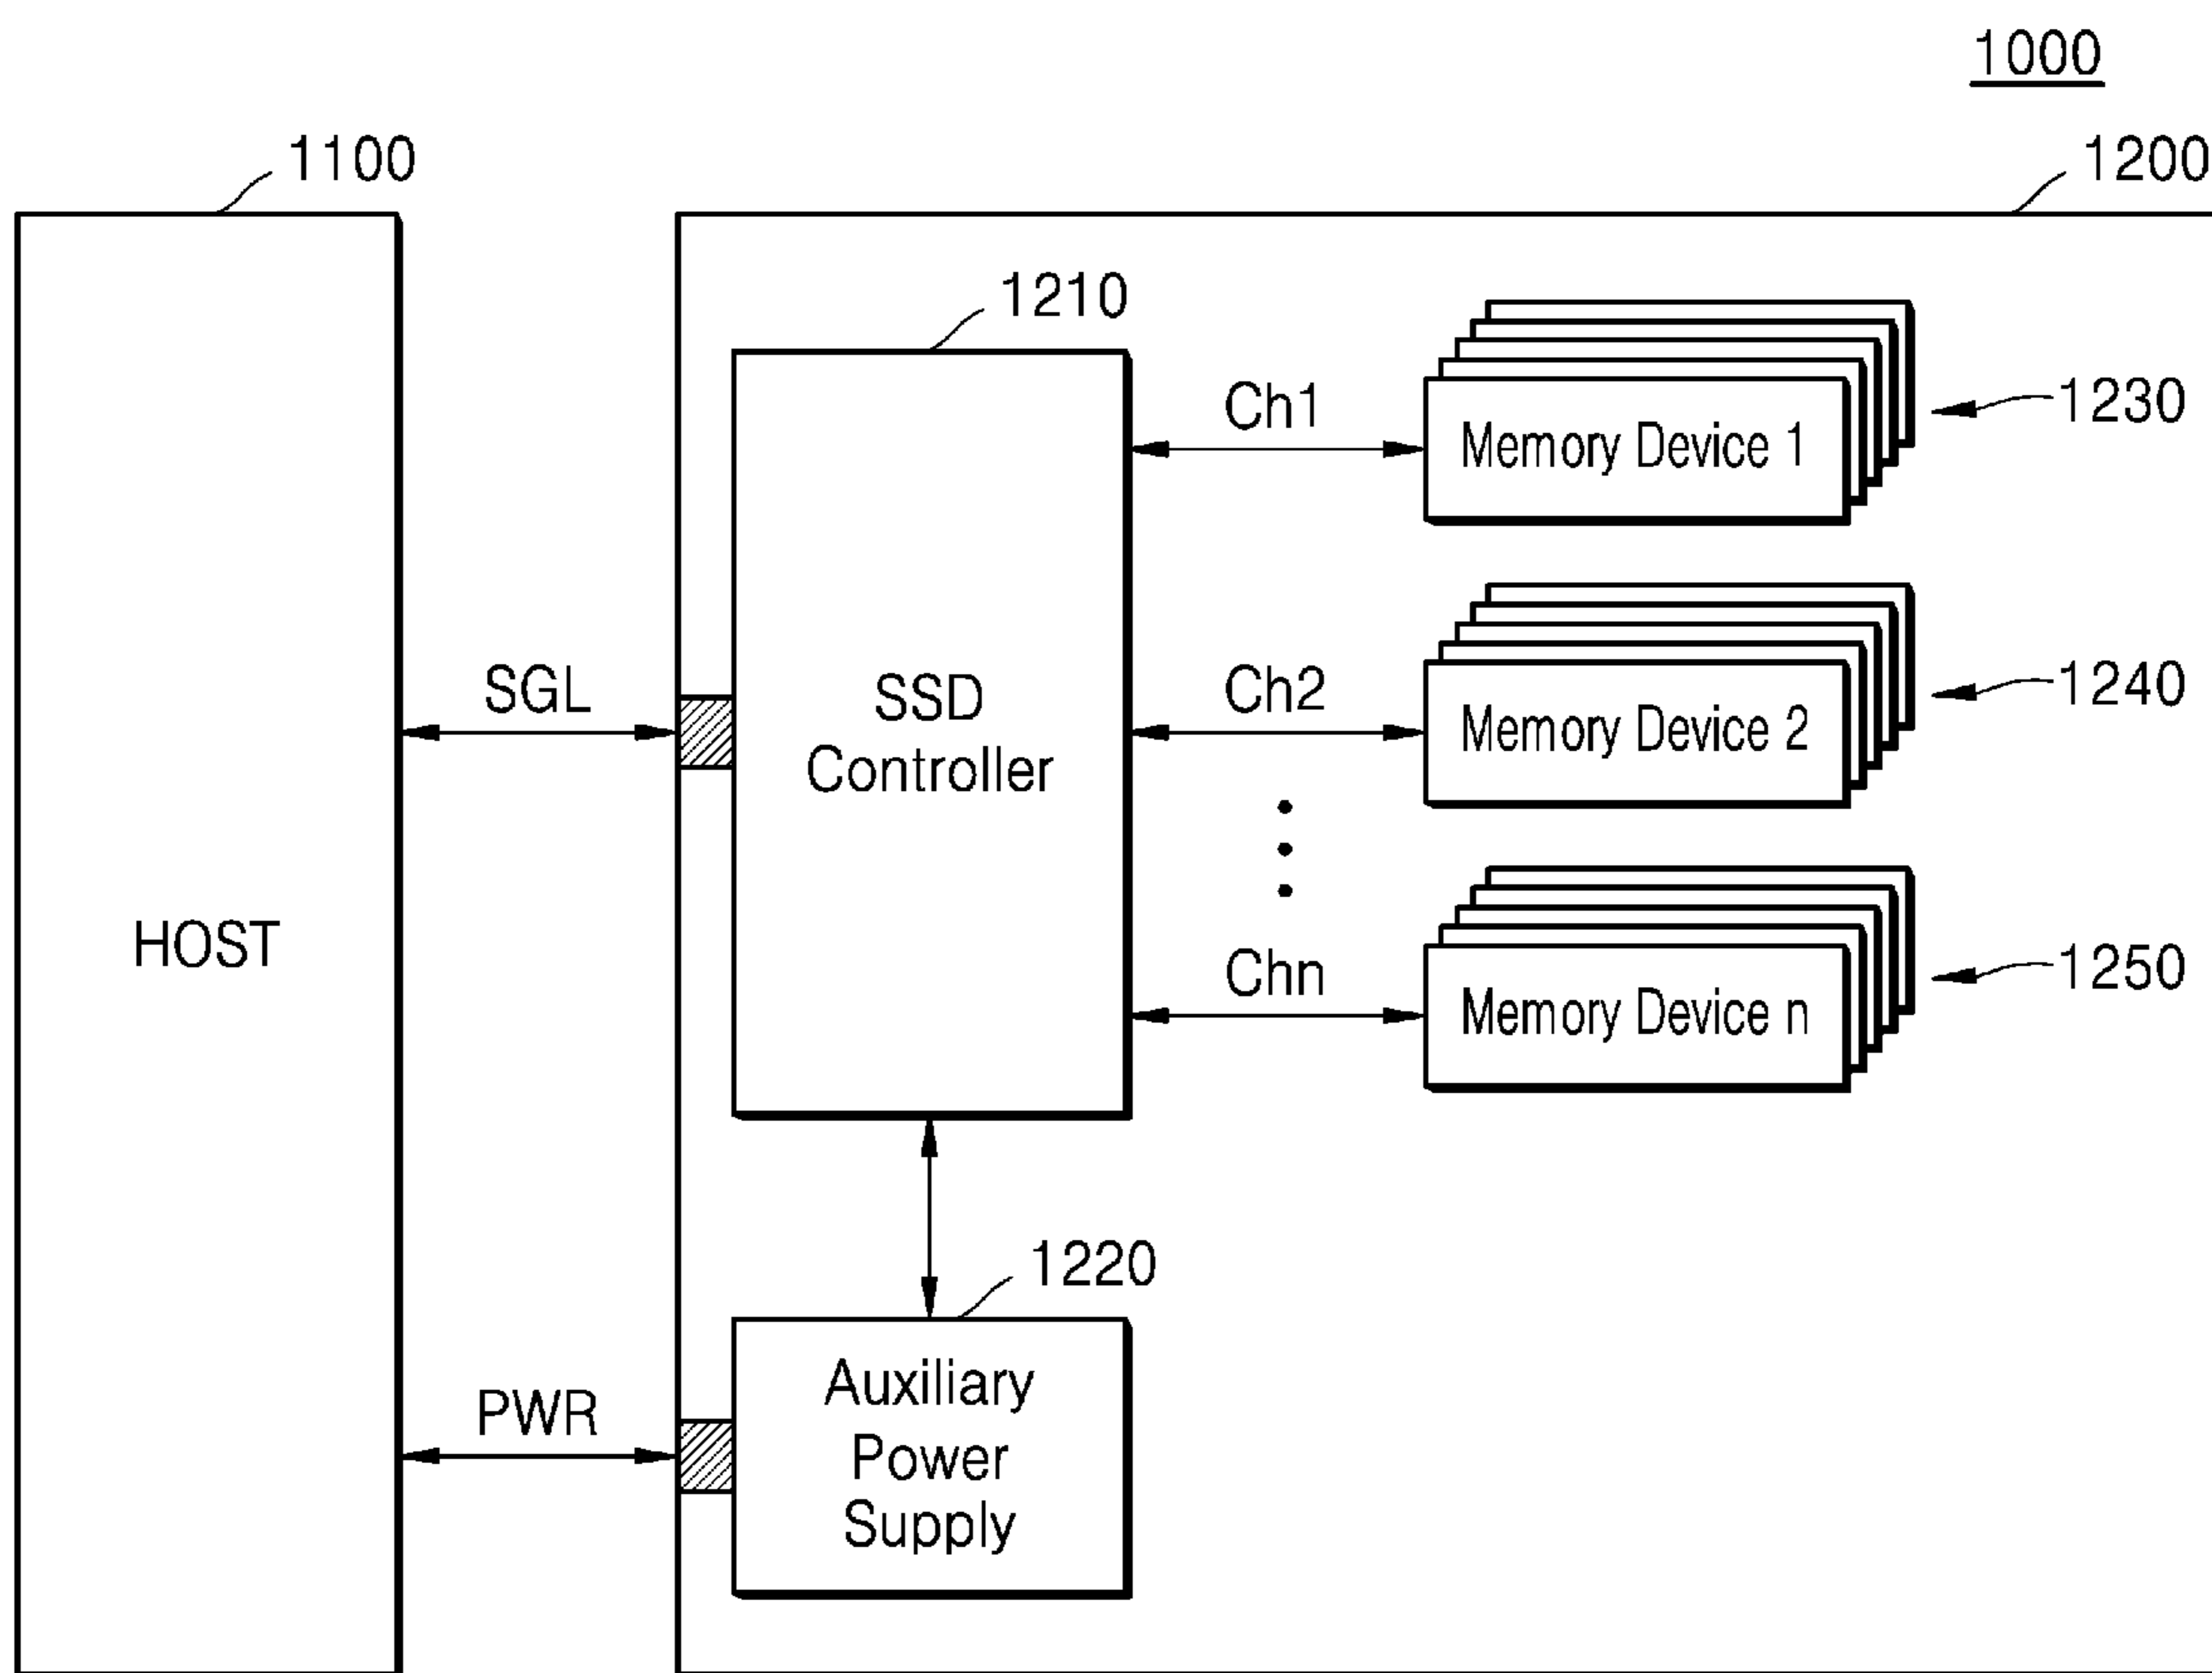 1000
1100
1200
1210
Ch1
Memory Device 1
1230
SGL
SSD
Controller
Ch2
Memory Device 2
1240
HOST
Chn
Memory Device n
1250
1220
PWR
Auxiliary
Power
Supply